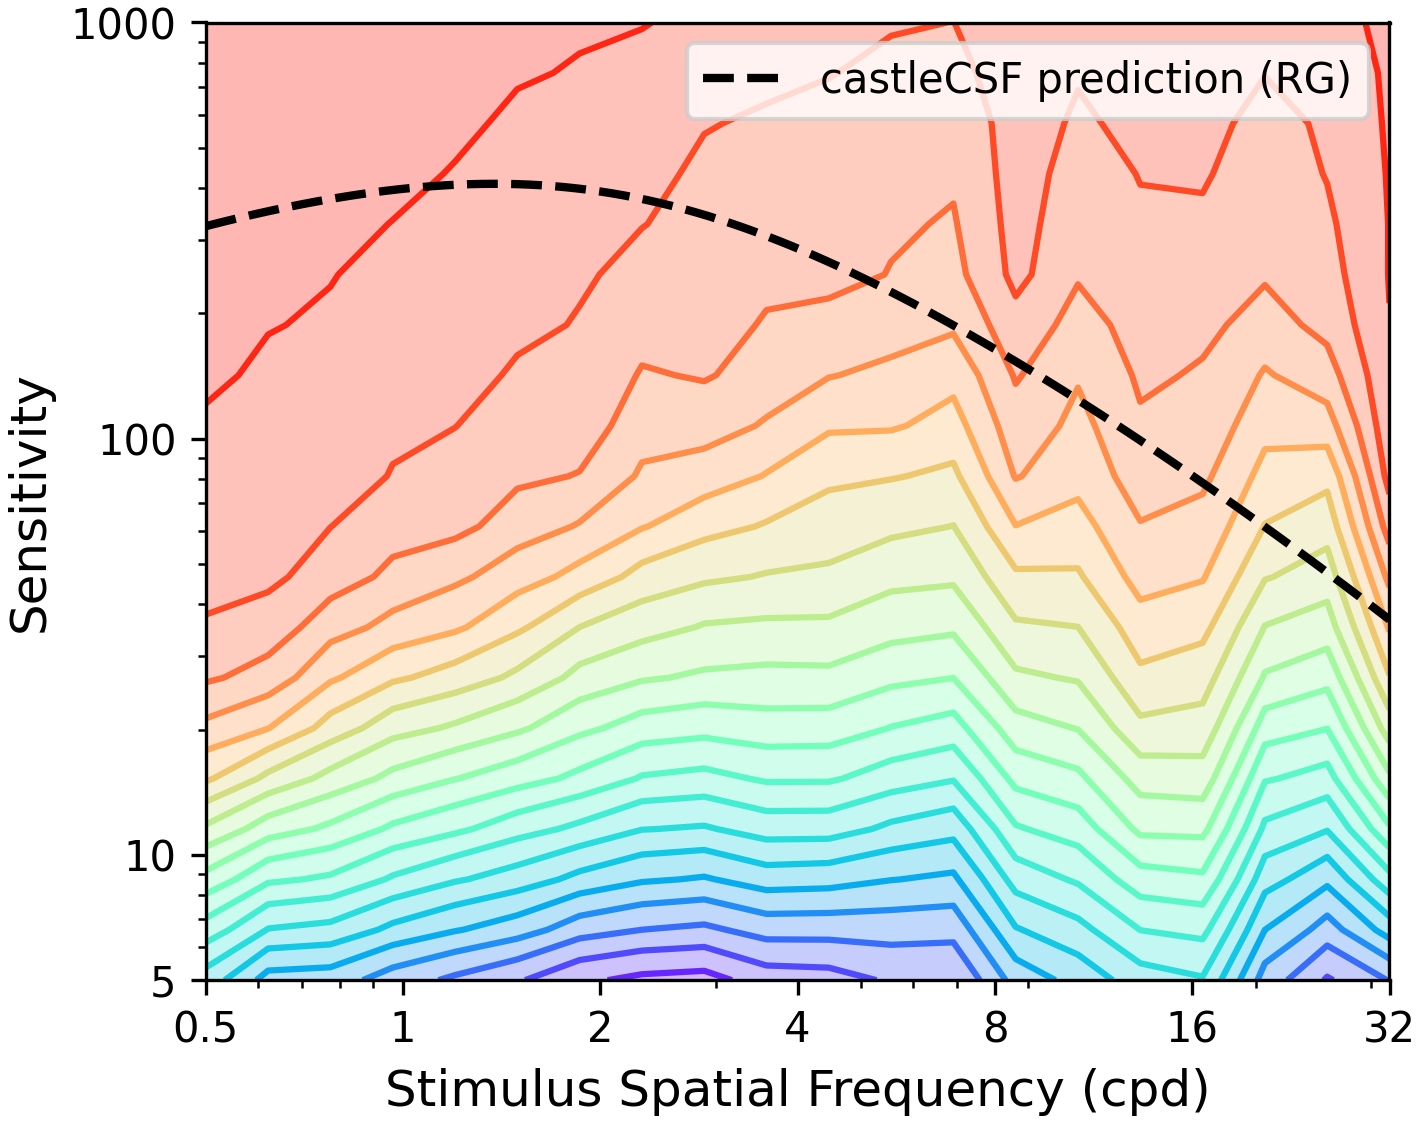 1000
castleCSF prediction (RG)
100
10
5
Sensitivity
0.5 1 2 4 8 16 32
Stimulus Spatial Frequency (cpd)